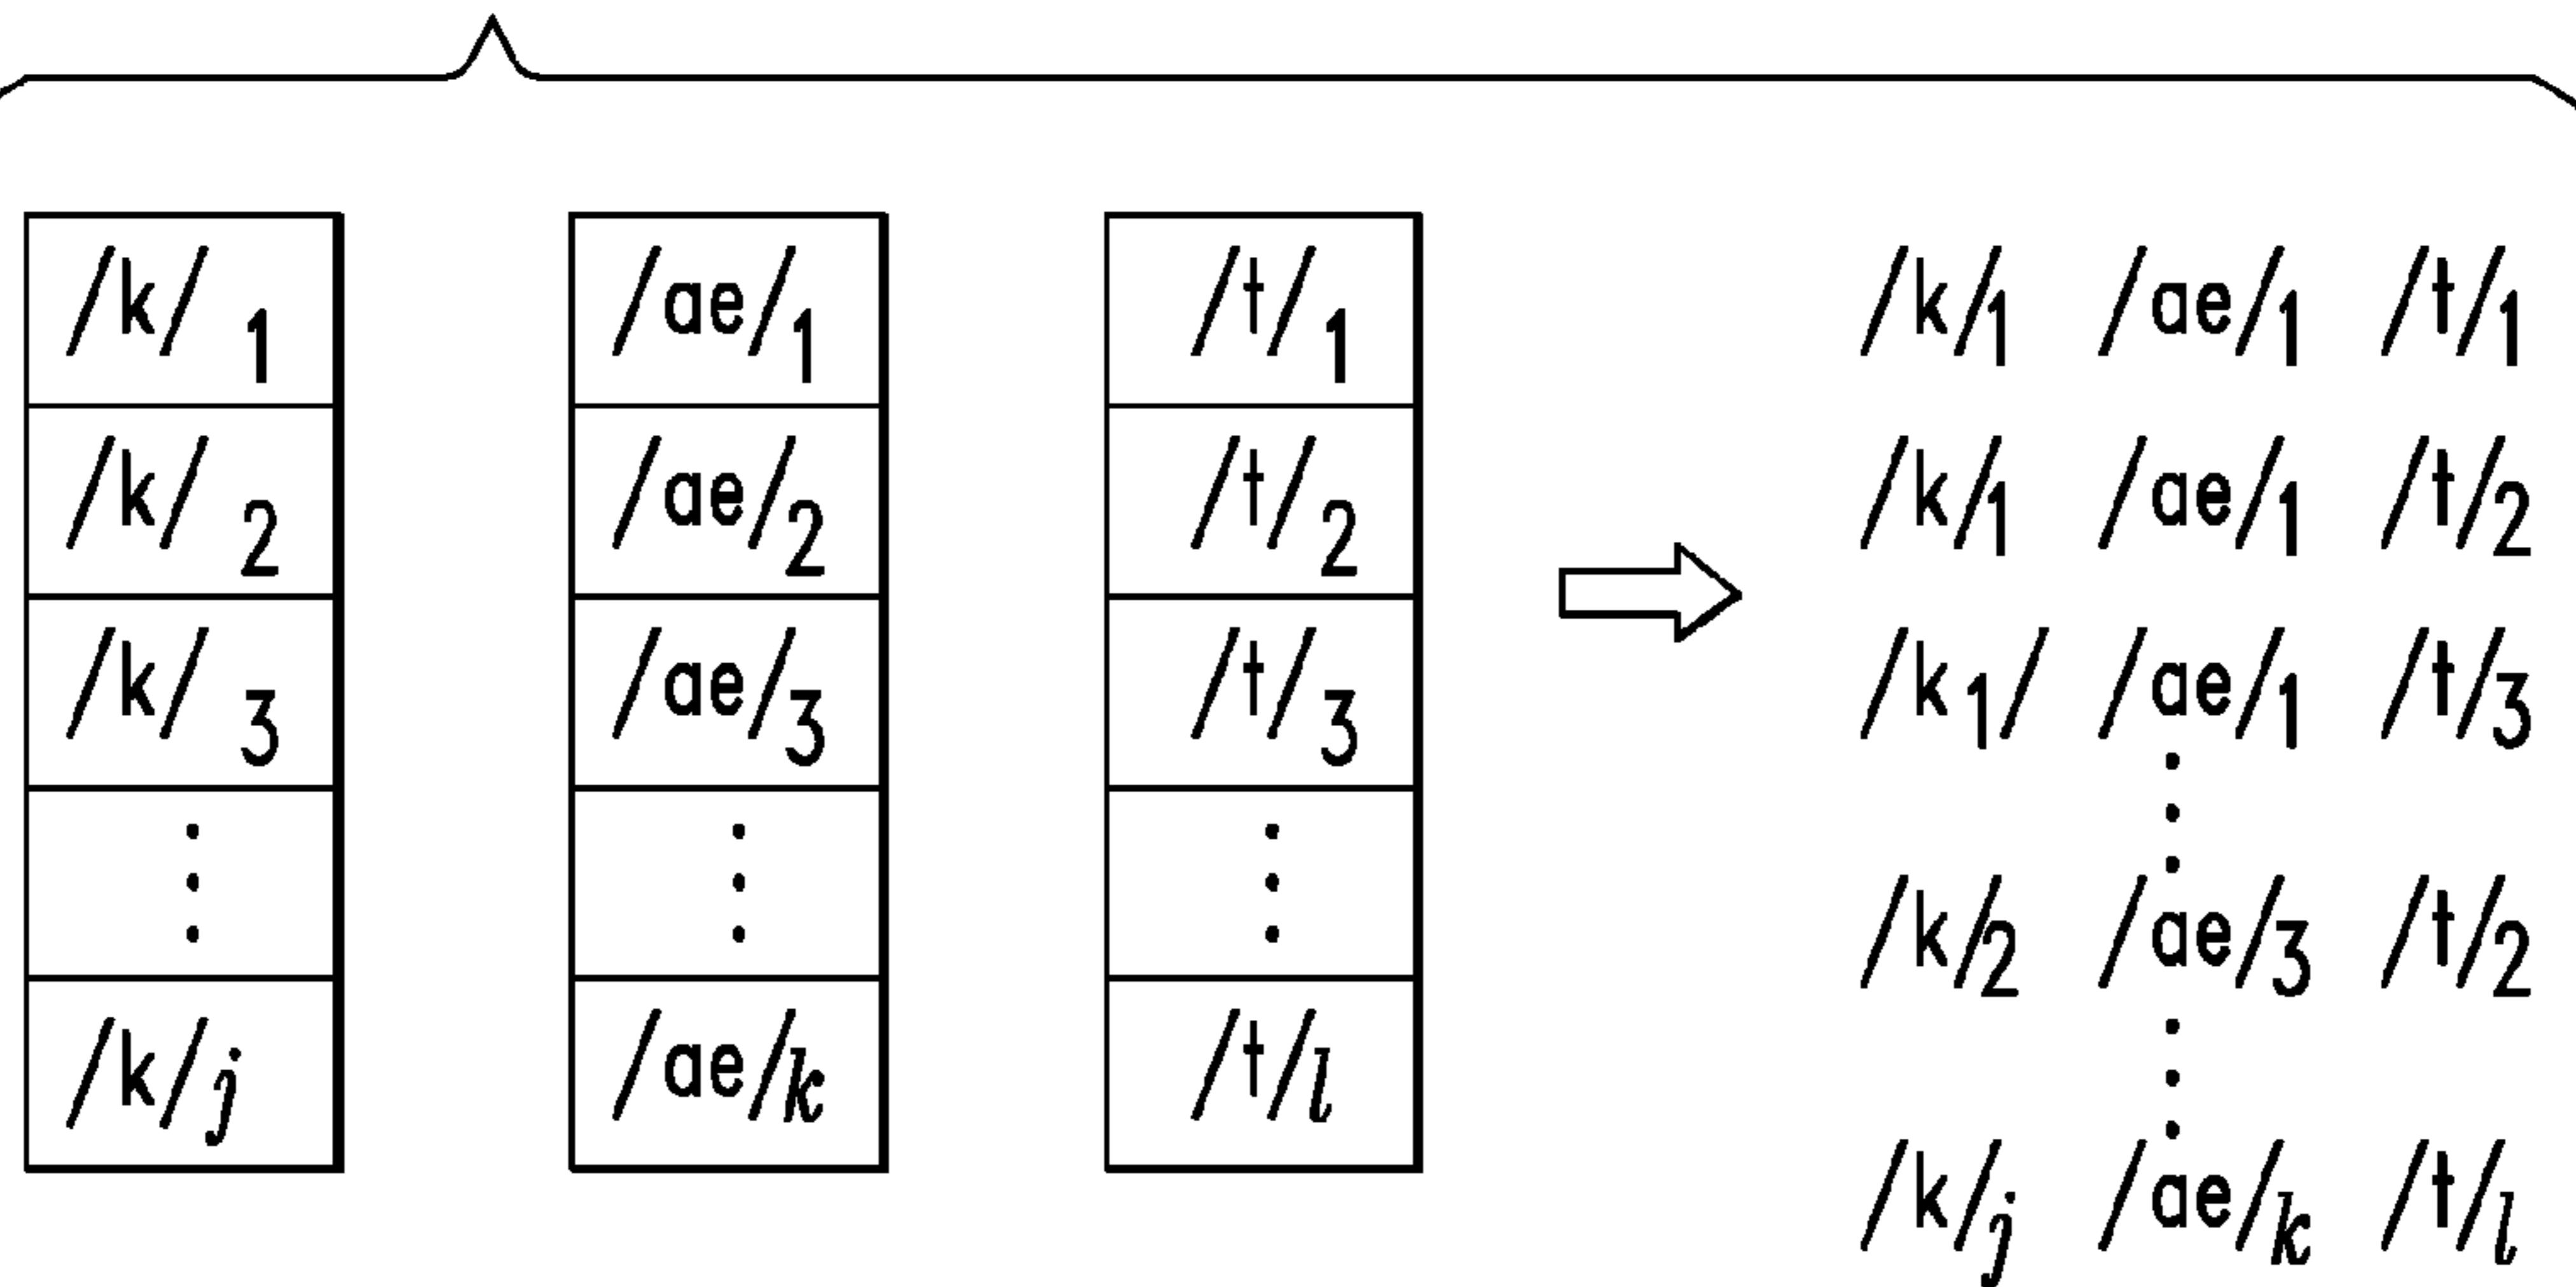 /k/ 1 /ae/1 /t/1 /k/1 /ae/1 /t/1
/k/ 2 /ae/2 /t/2 /k/1 /ae/1 /t/2
/k/ 3 /ae/3 /t/3 /k1/ /ae/1 /t/3
/k/2 /ae/3 /t/2
/k/j /ae/k /t/l
/k/j /ae/k /t/l